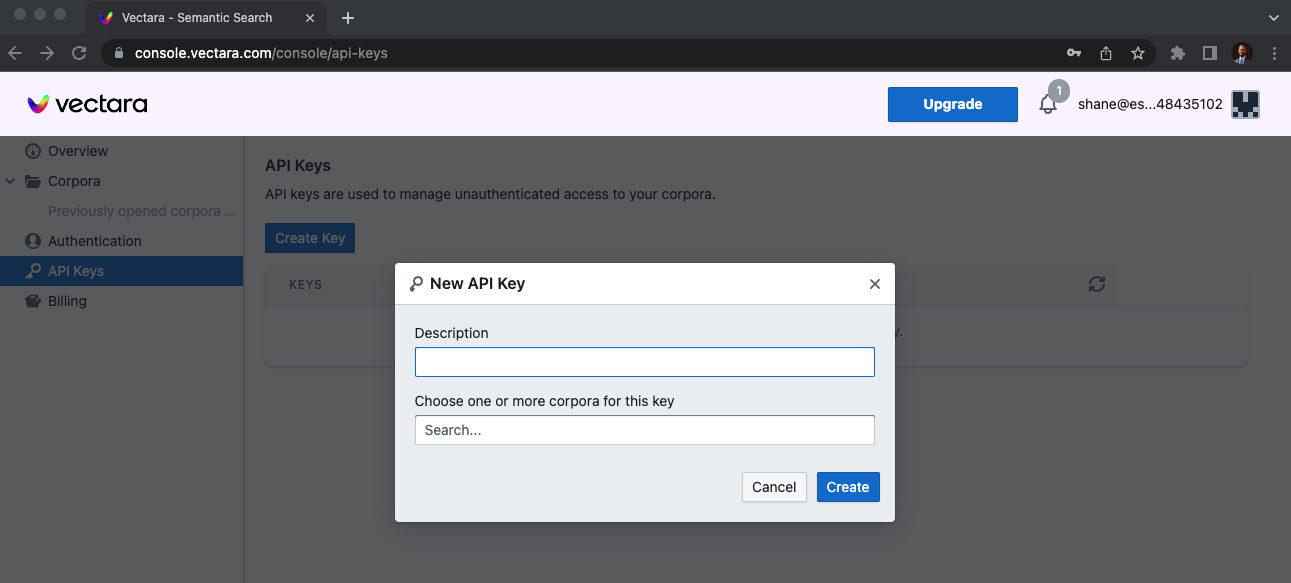 Vectara - Semantic Search
console.vectara.com/console/api-keys
vectara
Upgrade
1
shane@es...48435102
Overview
Corpora
Previously opened corpora ...
Authentication
API Keys
Billing
API Keys
API keys are used to manage unauthenticated access to your corpora.
Create Key
KEYS
New API Key
Description
Choose one or more corpora for this key
Search...
Cancel
Create